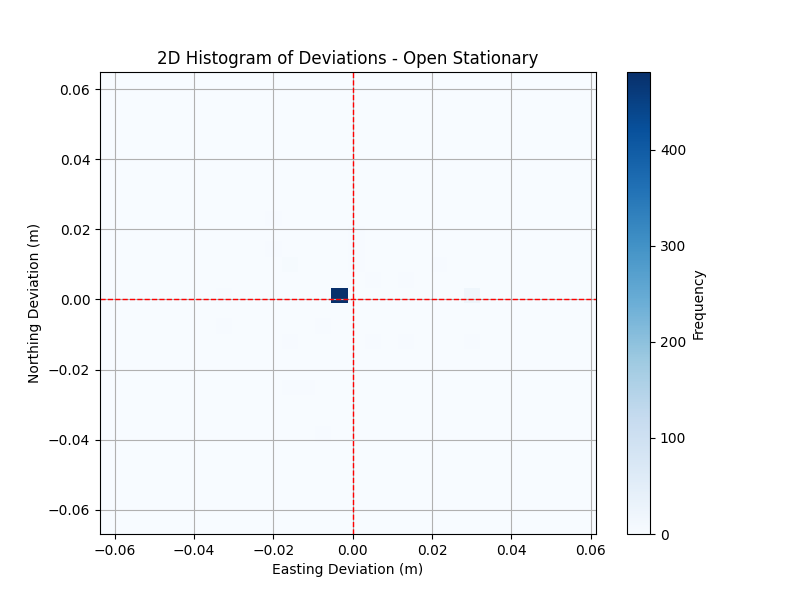 2D Histogram of Deviations - Open Stationary
0.06
0.04
0.02
0.00
−0.02
−0.04
−0.06
Northing Deviation (m)
−0.06 −0.04 −0.02 0.00 0.02 0.04 0.06
Easting Deviation (m)
400
300
200
100
0
Frequency